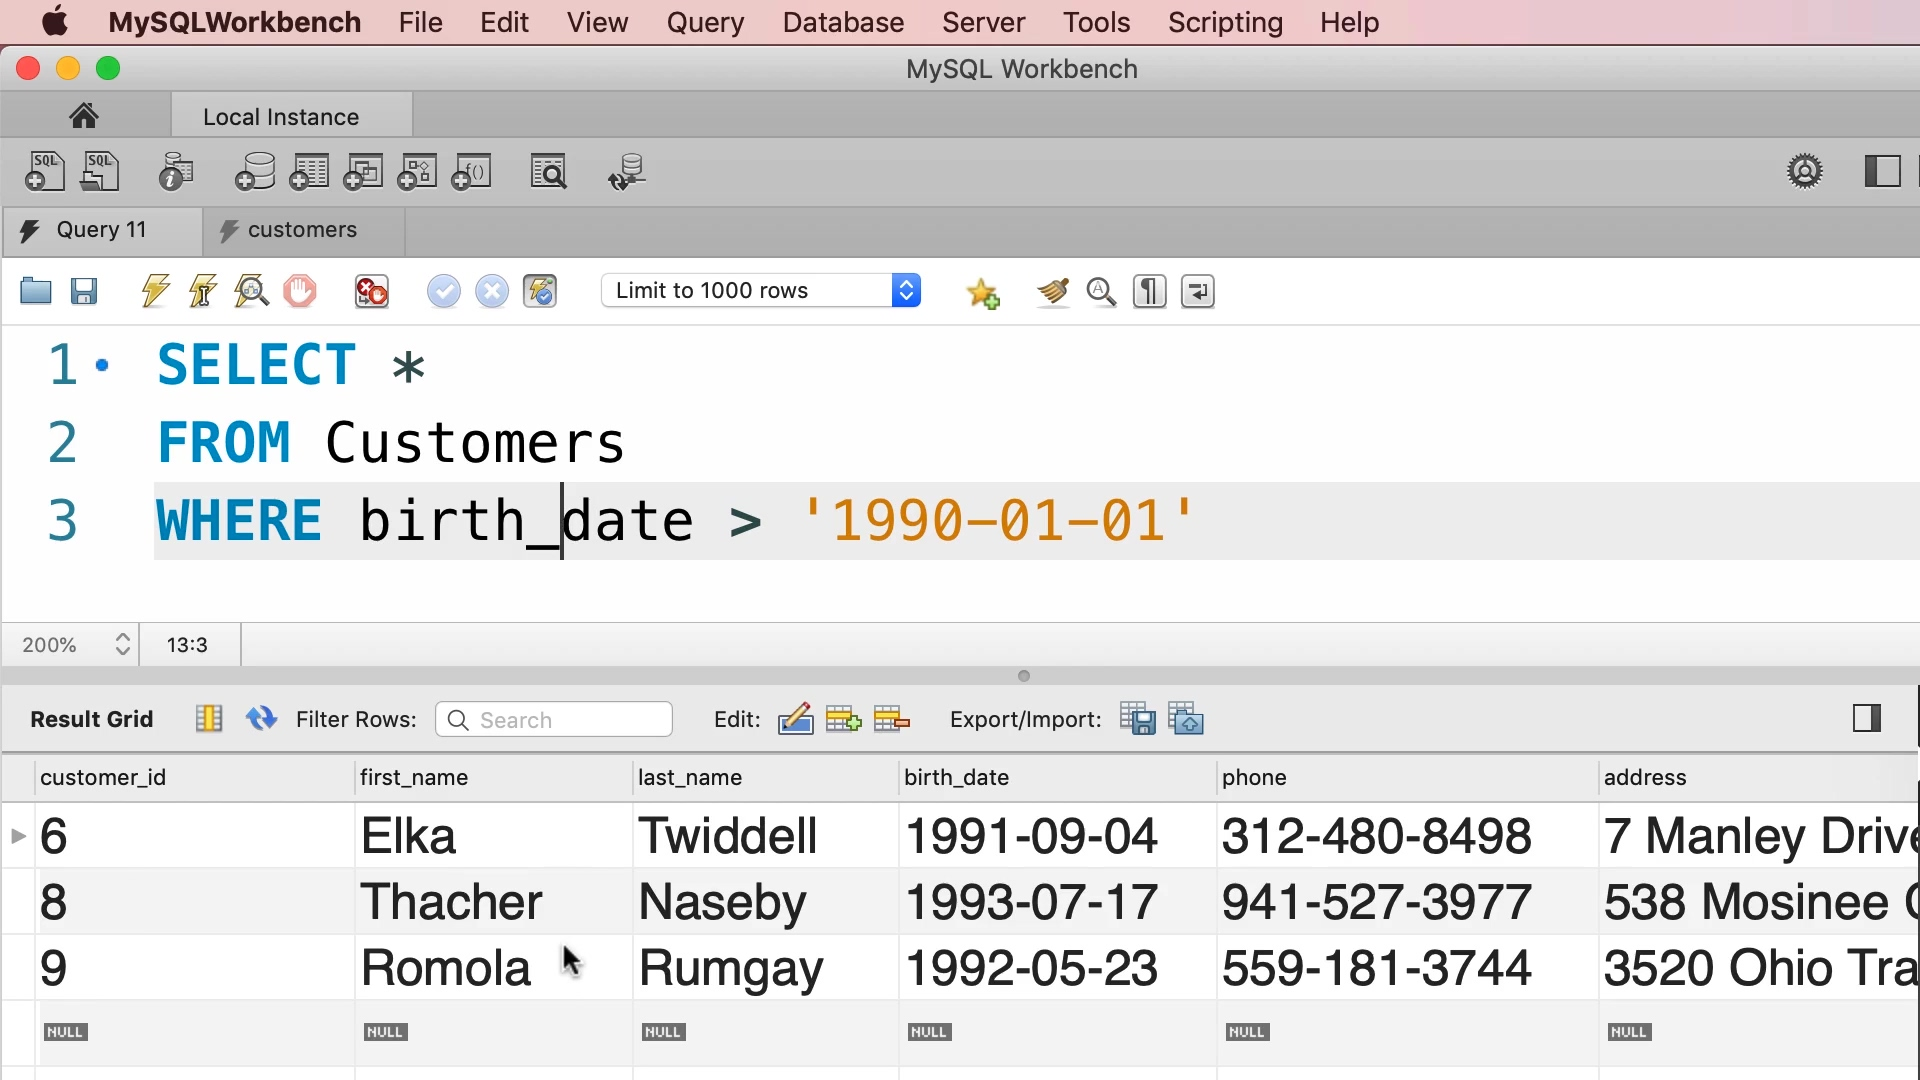 MySQLWorkbench File Edit View Query Database Server Tools Scripting Help
MySQL Workbench
Local Instance
SQL SQL
Query 11 customers
Limit to 1000 rows
1 SELECT *
2 FROM Customers
3 WHERE birth_date > '1990-01-01'
200% 13:3
Result Grid Filter Rows: Search Edit: Export/Import:
customer_id first_name last_name birth_date phone address
6 Elka Twiddell 1991-09-04 312-480-8498 7 Manley Drive
8 Thacher Naseby 1993-07-17 941-527-3977 538 Mosinee
9 Romola Rumgay 1992-05-23 559-181-3744 3520 Ohio Tra
NULL NULL NULL NULL NULL NULL